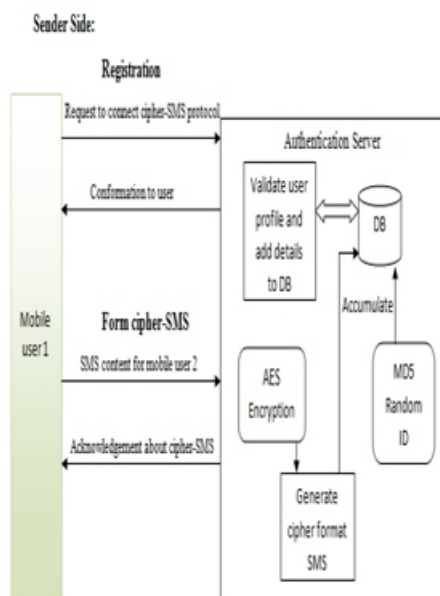 Sender Side:
Registration
Request to connect cipher-SMS protocol
Authentication Server
Conformation to user
Validate user
profile and
add details
to DB
DB
Accumulate
Mobile
user 1
Form cipher-SMS
SMS content for mobile user 2
AES
Encryption
MD5
Random
ID
Acknowledgement about cipher-SMS
Generate
cipher format
SMS